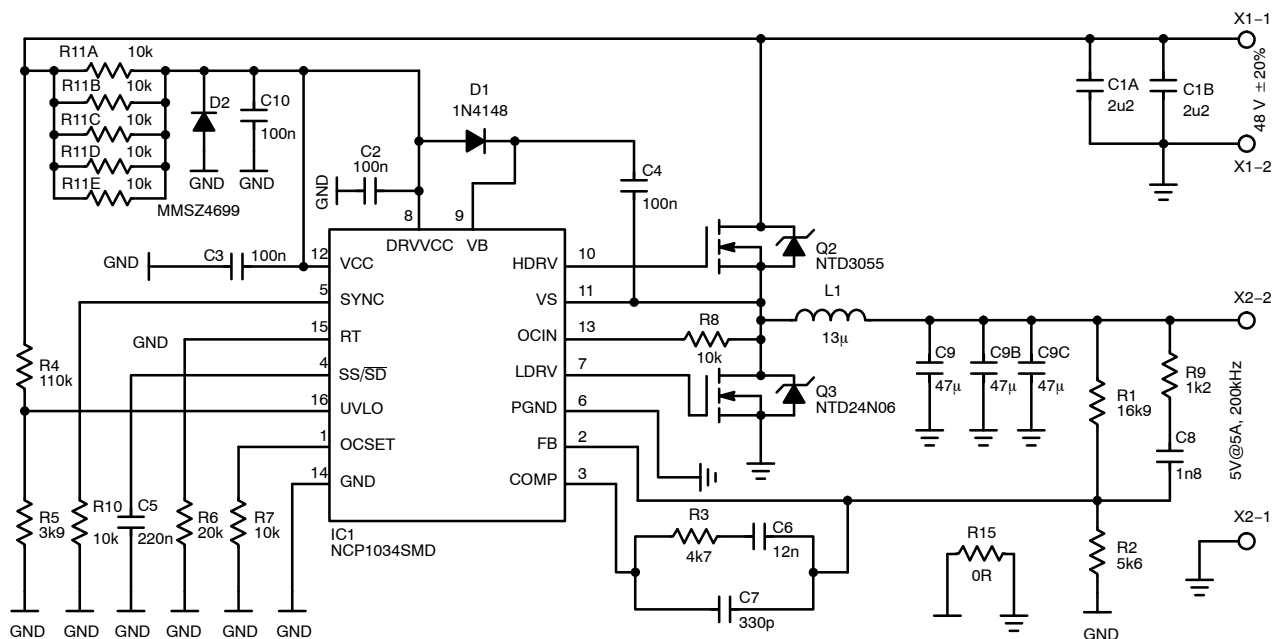 X1-1
48 V ±20%
X1-2
C1A
2u2
C1B
2u2
R11A 10k
R11B 10k
R11C 10k
R11D 10k
R11E 10k
MMSZ4699
D2
GND
C10
100n
GND
D1
1N4148
C2
100n
GND
C4
100n
8
9
DRVVCC
VB
GND
C3
100n
12
VCC
5
SYNC
GND
15
RT
4
SS/SD
16
UVLO
1
OCSET
14
GND
HDRV
10
VS
11
OCIN
13
LDRV
7
PGND
6
FB
2
COMP
3
IC1
NCP1034SMD
Q2
NTD3055
L1
13μ
R8
10k
Q3
NTD24N06
C9
47μ
C9B
47μ
C9C
47μ
R1
16k9
R9
1k2
C8
1n8
X2-2
5V@5A, 200kHz
X2-1
R4
110k
R5
3k9
R10
10k
C5
220n
R6
20k
R7
10k
R3
4k7
C6
12n
C7
330p
R15
0R
R2
5k6
GND
GND
GND
GND
GND
GND
GND